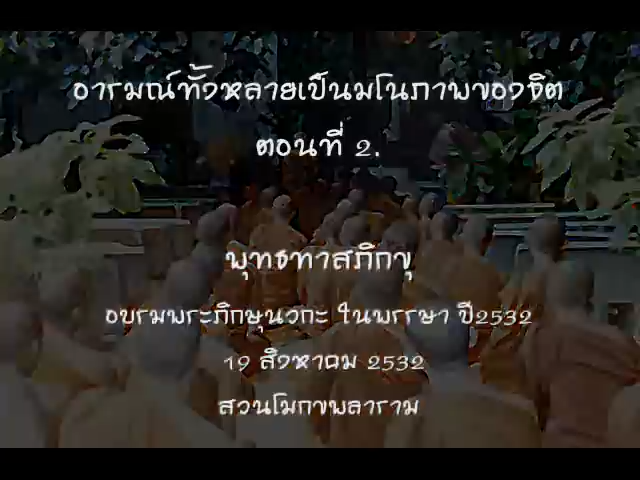 อารมณ์ทั้งหลายเป็นมโนภาพของจิต
ตอนที่ 2.
พุทธทาสภิกขุ
อบรมพระภิกษุนวกะ ในพรรษา ปี2532
19 สิงหาคม 2532
สวนโมกขพลาราม